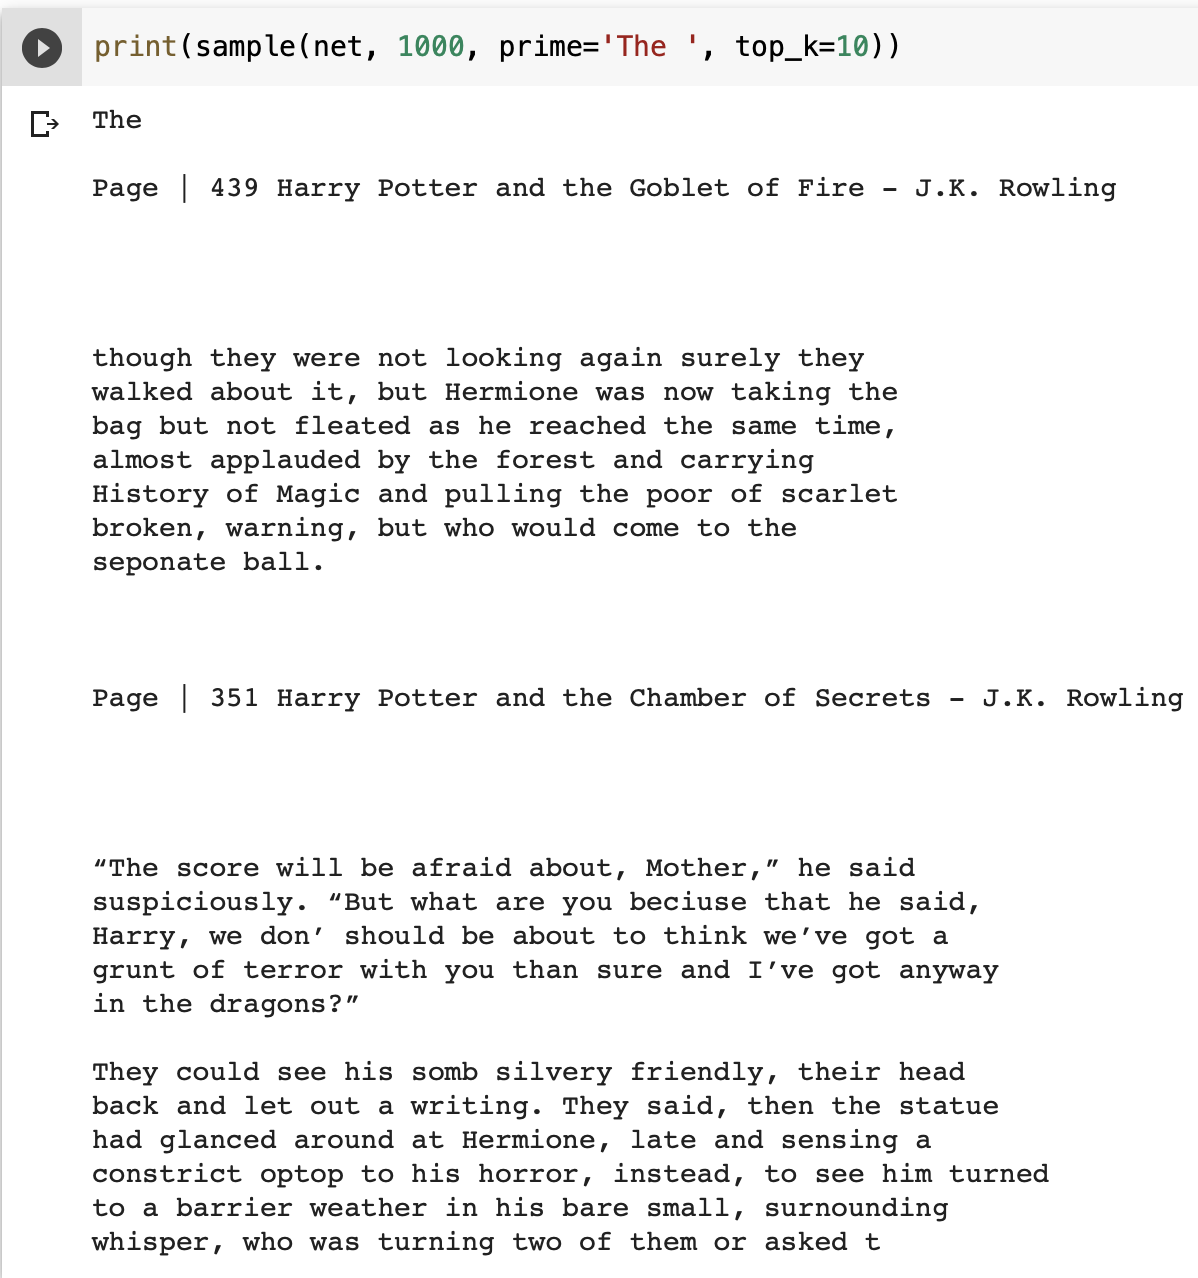 print(sample(net, 1000, prime='The ', top_k=10))
The
Page | 439 Harry Potter and the Goblet of Fire - J.K. Rowling
though they were not looking again surely they
walked about it, but Hermione was now taking the
bag but not fleated as he reached the same time,
almost applauded by the forest and carrying
History of Magic and pulling the poor of scarlet
broken, warning, but who would come to the
seponate ball.
Page | 351 Harry Potter and the Chamber of Secrets - J.K. Rowling
“The score will be afraid about, Mother,” he said
suspiciously. “But what are you beciuse that he said,
Harry, we don’ should be about to think we’ve got a
grunt of terror with you than sure and I’ve got anyway
in the dragons?”
They could see his somb silvery friendly, their head
back and let out a writing. They said, then the statue
had glanced around at Hermione, late and sensing a
constrict optop to his horror, instead, to see him turned
to a barrier weather in his bare small, surnounding
whisper, who was turning two of them or asked t